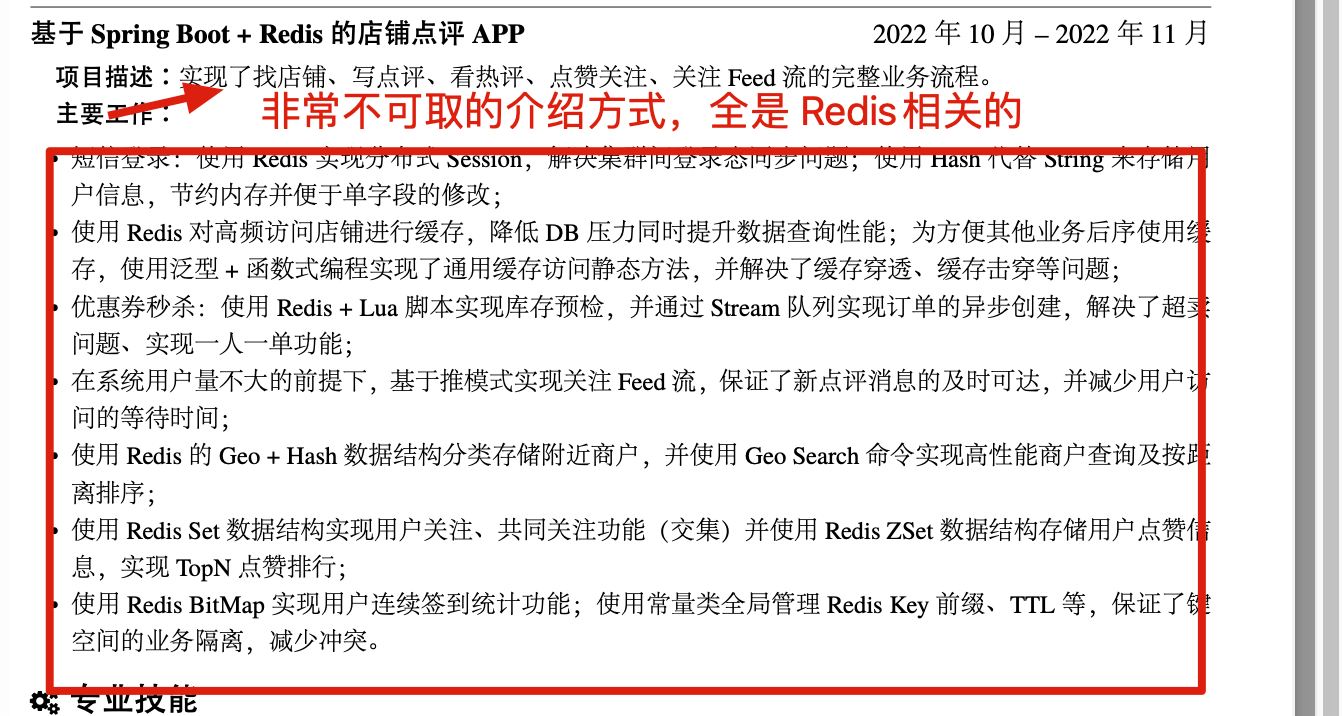 基于 Spring Boot + Redis 的店铺点评 APP 2022 年 10 月 – 2022 年 11 月
项目描述：实现了找店铺、写点评、看热评、点赞关注、关注 Feed 流的完整业务流程。
主要工作：
非常不可取的介绍方式，全是 Redis相关的
• 短信登录：使用 Redis 实现分布式 Session，解决集群间登录态同步问题；使用 Hash 代替 String 来存储用
户信息，节约内存并便于单字段的修改；
• 使用 Redis 对高频访问店铺进行缓存，降低 DB 压力同时提升数据查询性能；为方便其他业务后序使用缓
存，使用泛型 + 函数式编程实现了通用缓存访问静态方法，并解决了缓存穿透、缓存击穿等问题；
• 优惠券秒杀：使用 Redis + Lua 脚本实现库存预检，并通过 Stream 队列实现订单的异步创建，解决了超卖
问题、实现一人一单功能；
• 在系统用户量不大的前提下，基于推模式实现关注 Feed 流，保证了新点评消息的及时可达，并减少用户访
问的等待时间；
• 使用 Redis 的 Geo + Hash 数据结构分类存储附近商户，并使用 Geo Search 命令实现高性能商户查询及按距
离排序；
• 使用 Redis Set 数据结构实现用户关注、共同关注功能（交集）并使用 Redis ZSet 数据结构存储用户点赞信
息，实现 TopN 点赞排行；
• 使用 Redis BitMap 实现用户连续签到统计功能；使用常量类全局管理 Redis Key 前缀、TTL 等，保证了键
空间的业务隔离，减少冲突。
专业技能